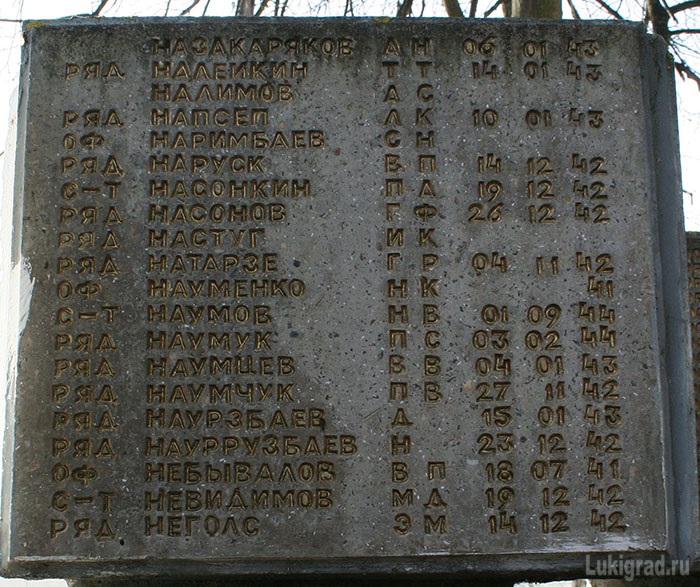 НАЗАКАРЯКОВ А Н 06 01 43
РЯД НАЛЕЙКИН Т Т 14 01 43
НАЛИМОВ А С
РЯД НАПСЕП Л К 10 01 43
ОФ НАРИМБАЕВ С Н
РЯД НАРУСК В П 14 12 42
С-Т НАСОНКИН П Д 19 12 42
РЯД НАСОНОВ Г Ф 26 12 42
РЯД НАСТУГ И К
РЯД НАТАРЗЕ Г Р 04 11 42
ОФ НАУМЕНКО Н К 41
С-Т НАУМОВ Н В 01 09 44
РЯД НАУМУК П С 03 02 44
РЯД НАУМЦЕВ В В 04 01 43
РЯД НАУМЧУК П В 27 11 42
РЯД НАУРЗБАЕВ Д 15 01 43
РЯД НАУРРУЗБАЕВ Н 23 12 42
ОФ НЕБЫВАЛОВ В П 18 07 41
С-Т НЕВИДИМОВ М Д 19 12 42
РЯД НЕГОЛС Э М 14 12 42
Lukigrad.ru